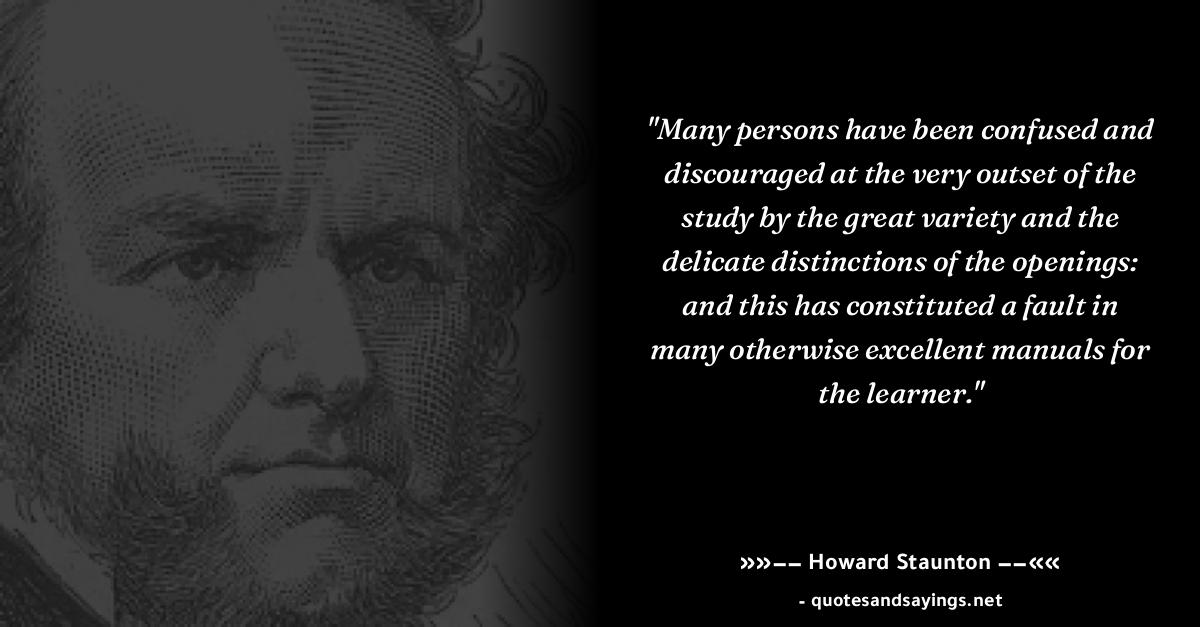 "Many persons have been confused and
discouraged at the very outset of the
study by the great variety and the
delicate distinctions of the openings:
and this has constituted a fault in
many otherwise excellent manuals for
the learner."
»»−− Howard Staunton −−««
- quotesandsayings.net